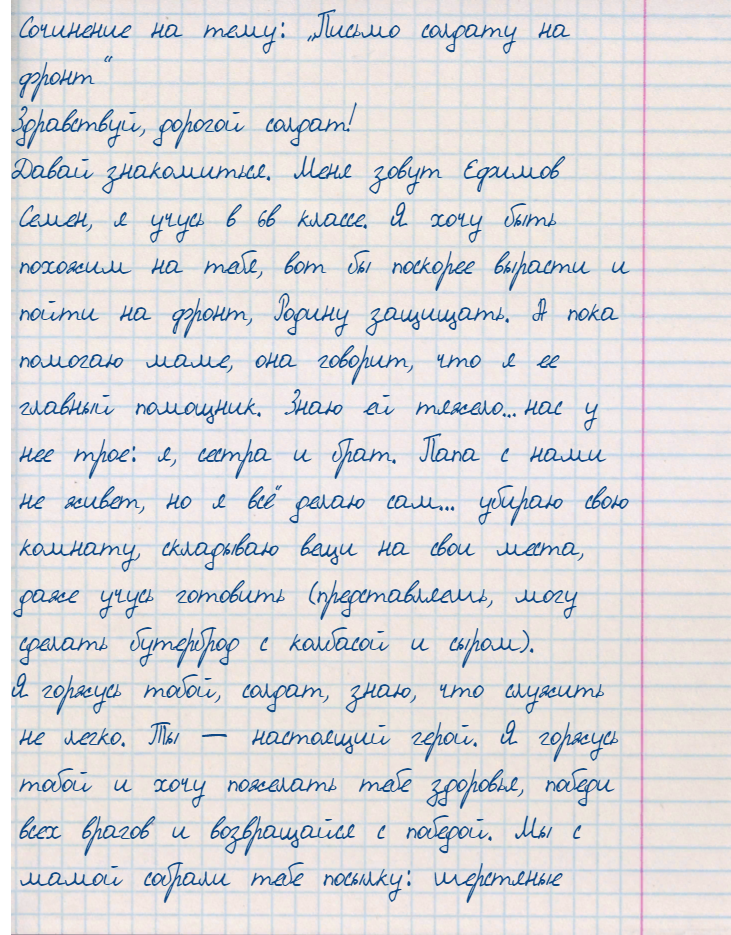 Сочинение на тему: „Письмо солдату на
фронт“
Здравствуй, дорогой солдат!
Давай знакомиться. Меня зовут Ефимов
Семен, я учусь в 6в классе. Я хочу быть
похожим на тебя, вот бы поскорее вырасти и
пойти на фронт, Родину защищать. А пока
помогаю маме, она говорит, что я ее
главный помощник. Знаю ей тяжело... нас у
нее трое: я, сестра и брат. Папа с нами
не живет, но я всё делаю сам... убираю свою
комнату, складываю вещи на свои места,
даже учусь готовить (представляешь, могу
сделать бутерброд с колбасой и сыром).
Я горжусь тобой, солдат, знаю, что служить
не легко. Ты — настоящий герой. Я горжусь
тобой и хочу пожелать тебе здоровья, победи
всех врагов и возвращайся с победой. Мы с
мамой собрали тебе посылку: шерстяные